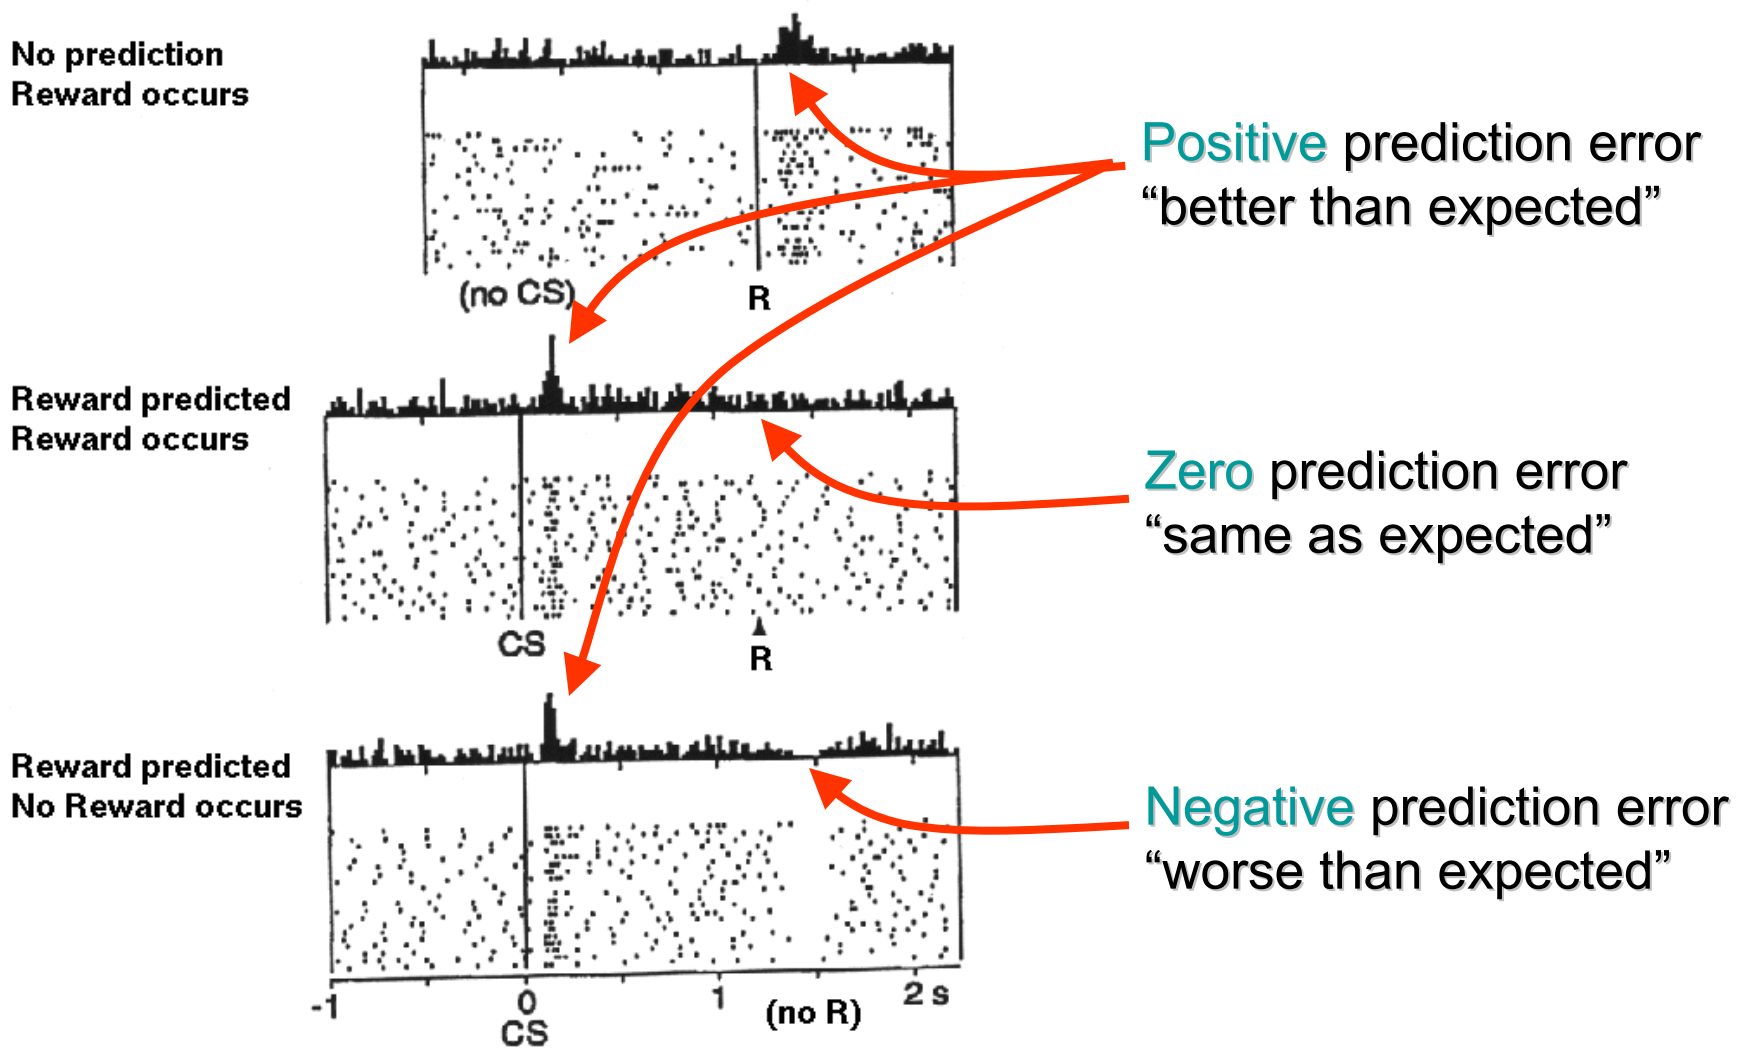 No prediction
Reward occurs
(no CS)
R
Positive prediction error
“better than expected”
Reward predicted
Reward occurs
CS
R
Zero prediction error
“same as expected”
Reward predicted
No Reward occurs
Negative prediction error
“worse than expected”
-1 0 1 2 s
CS
(no R)